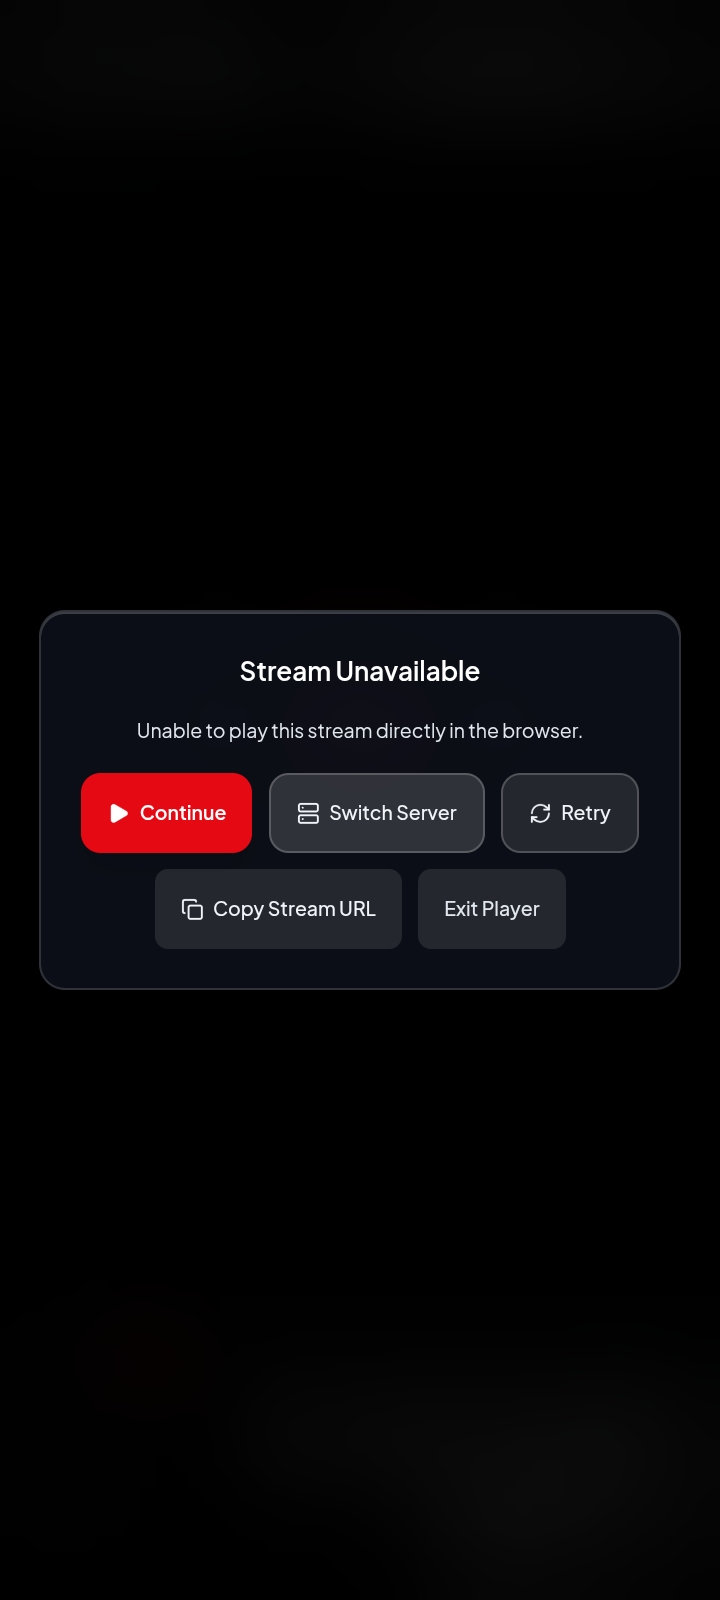 Stream Unavailable
Unable to play this stream directly in the browser.
Continue
Switch Server
Retry
Copy Stream URL
Exit Player